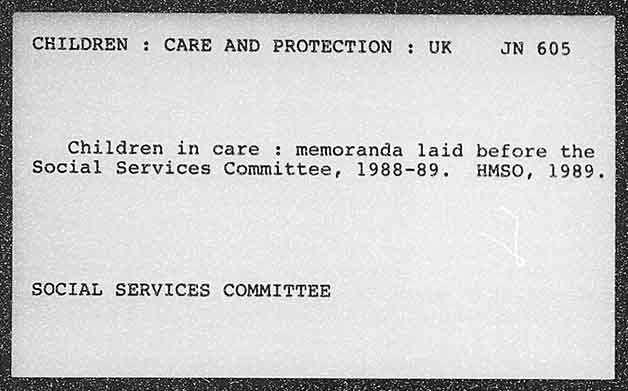 CHILDREN : CARE AND PROTECTION : UK JN 605
Children in care : memoranda laid before the
Social Services Committee, 1988-89. HMSO, 1989.
SOCIAL SERVICES COMMITTEE